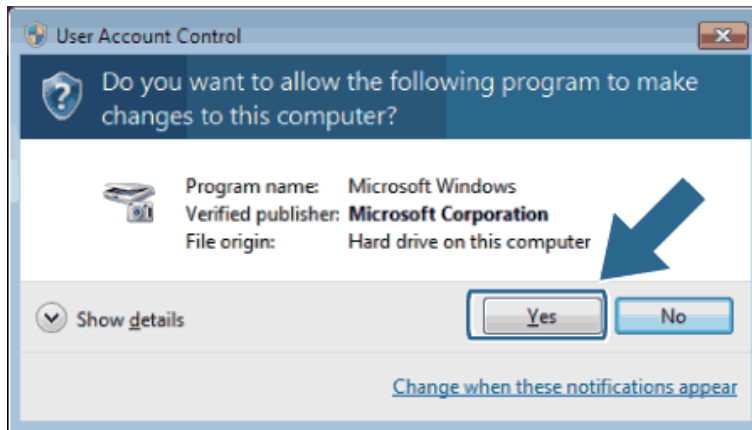 User Account Control
Do you want to allow the following program to make
changes to this computer?
Program name: Microsoft Windows
Verified publisher: Microsoft Corporation
File origin: Hard drive on this computer
Show details
Yes
No
Change when these notifications appear